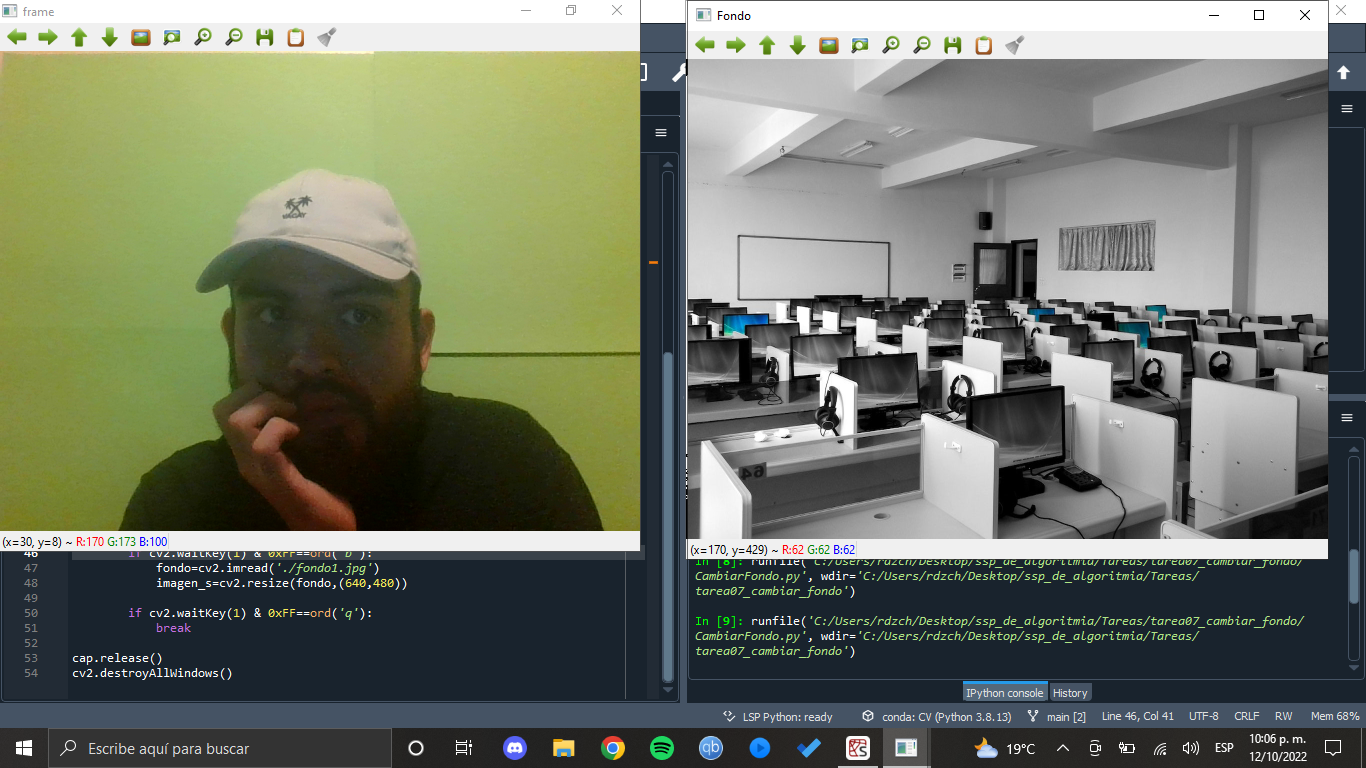 frame
Fondo
(x=30, y=8) ~ R:170 G:173 B:100
(x=170, y=429) ~ R:62 G:62 B:62
64
46 if cv2.waitKey(1) & 0xFF==ord('b'):
47 fondo=cv2.imread('./fondo1.jpg')
48 imagen_s=cv2.resize(fondo,(640,480))
49
50 if cv2.waitKey(1) & 0xFF==ord('q'):
51 break
52
53 cap.release()
54 cv2.destroyAllWindows()
In [8]: runfile('C:/Users/rdzch/Desktop/ssp_de_algoritmia/Tareas/tarea07_cambiar_fondo/
CambiarFondo.py', wdir='C:/Users/rdzch/Desktop/ssp_de_algoritmia/Tareas/
tarea07_cambiar_fondo')
In [9]: runfile('C:/Users/rdzch/Desktop/ssp_de_algoritmia/Tareas/tarea07_cambiar_fondo/
CambiarFondo.py', wdir='C:/Users/rdzch/Desktop/ssp_de_algoritmia/Tareas/
tarea07_cambiar_fondo')
IPython console History
LSP Python: ready conda: CV (Python 3.8.13) main [2] Line 46, Col 41 UTF-8 CRLF RW Mem 68%
Escribe aquí para buscar
qb
19°C
ESP
10:06 p. m.
12/10/2022